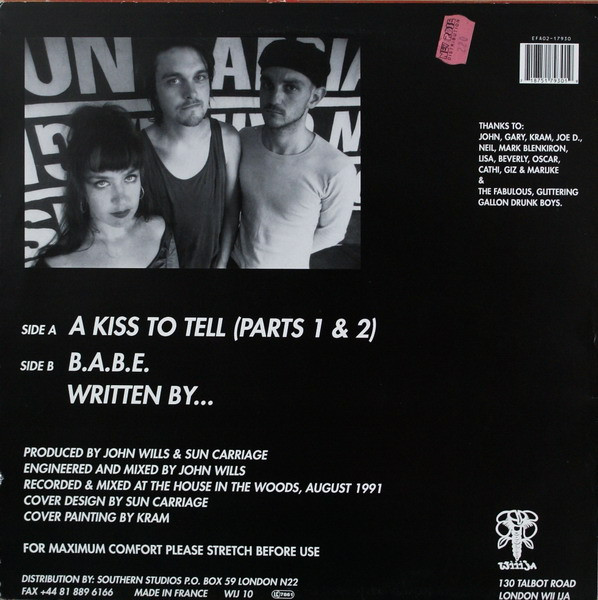 EFA02-17930
THANKS TO:
JOHN, GARY, KRAM, JOE D.,
NEIL, MARK BLENKIRON,
LISA, BEVERLY, OSCAR,
CATHI, GIZ & MARIJKE
&
THE FABULOUS, GLITTERING
GALLON DRUNK BOYS.
SIDE A A KISS TO TELL (PARTS 1 & 2)
SIDE B B.A.B.E.
WRITTEN BY...
PRODUCED BY JOHN WILLS & SUN CARRIAGE
ENGINEERED AND MIXED BY JOHN WILLS
RECORDED & MIXED AT THE HOUSE IN THE WOODS, AUGUST 1991
COVER DESIGN BY SUN CARRIAGE
COVER PAINTING BY KRAM
FOR MAXIMUM COMFORT PLEASE STRETCH BEFORE USE
DISTRIBUTION BY: SOUTHERN STUDIOS P.O. BOX 59 LONDON N22
FAX +44 81 889 6166 MADE IN FRANCE WIJ 10
130 TALBOT ROAD
LONDON W11 1JA